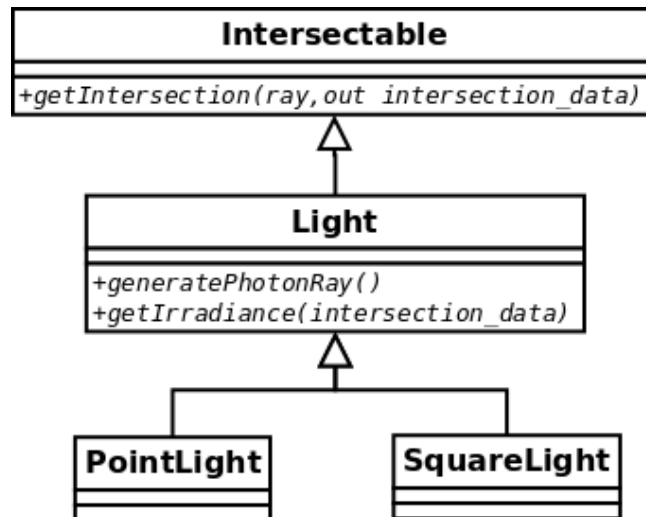 Intersectable
+getIntersection(ray,out intersection_data)
Light
+generatePhotonRay()
+getIrradiance(intersection_data)
PointLight
SquareLight